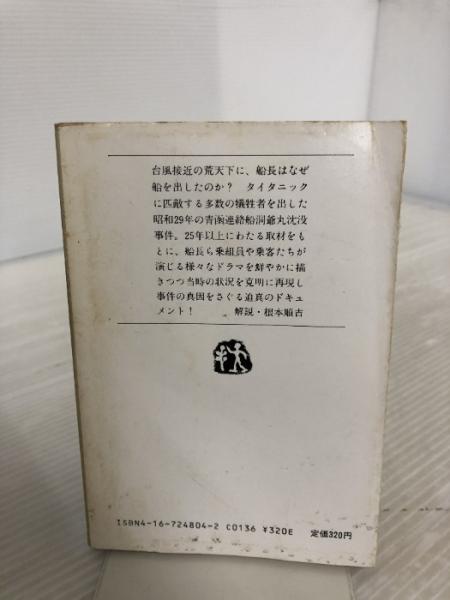 台風接近の荒天下に、船長はなぜ
船を出したのか？　タイタニック
に匹敵する多数の犠牲者を出した
昭和29年の青函連絡船洞爺丸沈没
事件。25年以上にわたる取材をも
とに、船長ら乗組員や乗客たちが
演じる様々なドラマを鮮やかに描
きつつ当時の状況を克明に再現し
事件の真因をさぐる迫真のドキュ
メント！　　解説・根本順吉
ISBN4-16-724804-2 C0136 ¥320E 定価320円